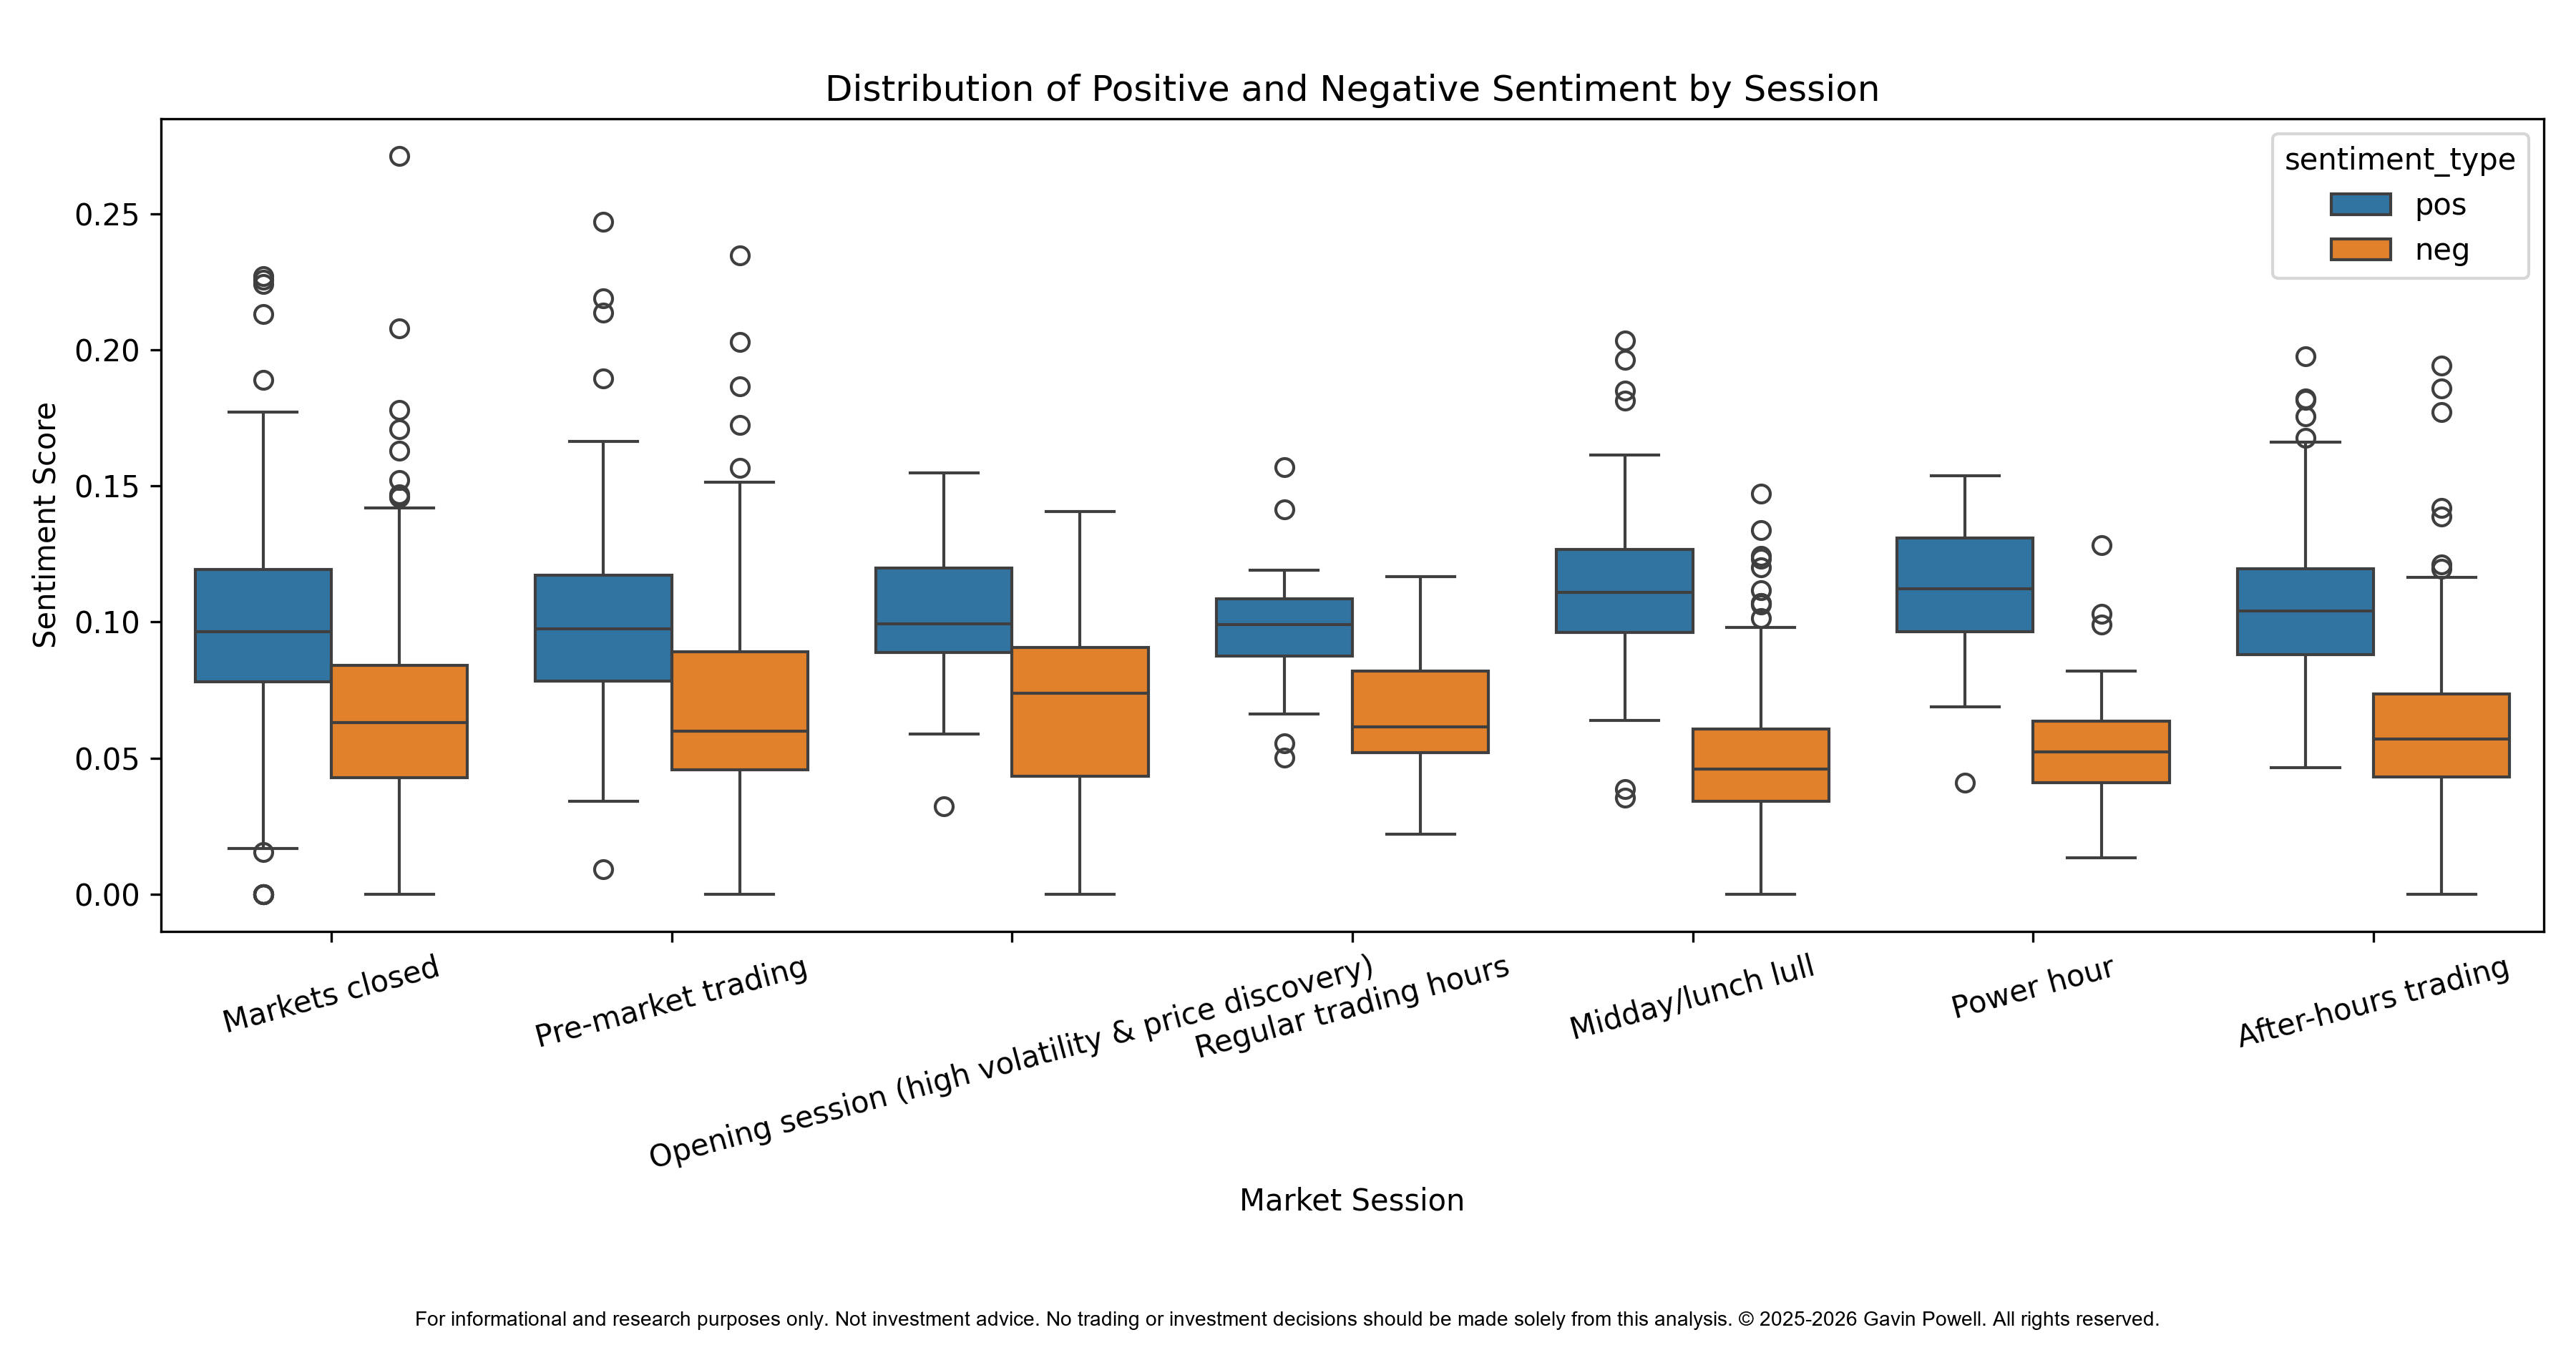 Distribution of Positive and Negative Sentiment by Session
sentiment_type
pos
neg
Sentiment Score
0.25
0.20
0.15
0.10
0.05
0.00
Markets closed
Pre-market trading
Opening session (high volatility & price discovery)
Regular trading hours
Midday/lunch lull
Power hour
After-hours trading
Market Session
For informational and research purposes only. Not investment advice. No trading or investment decisions should be made solely from this analysis. © 2025-2026 Gavin Powell. All rights reserved.